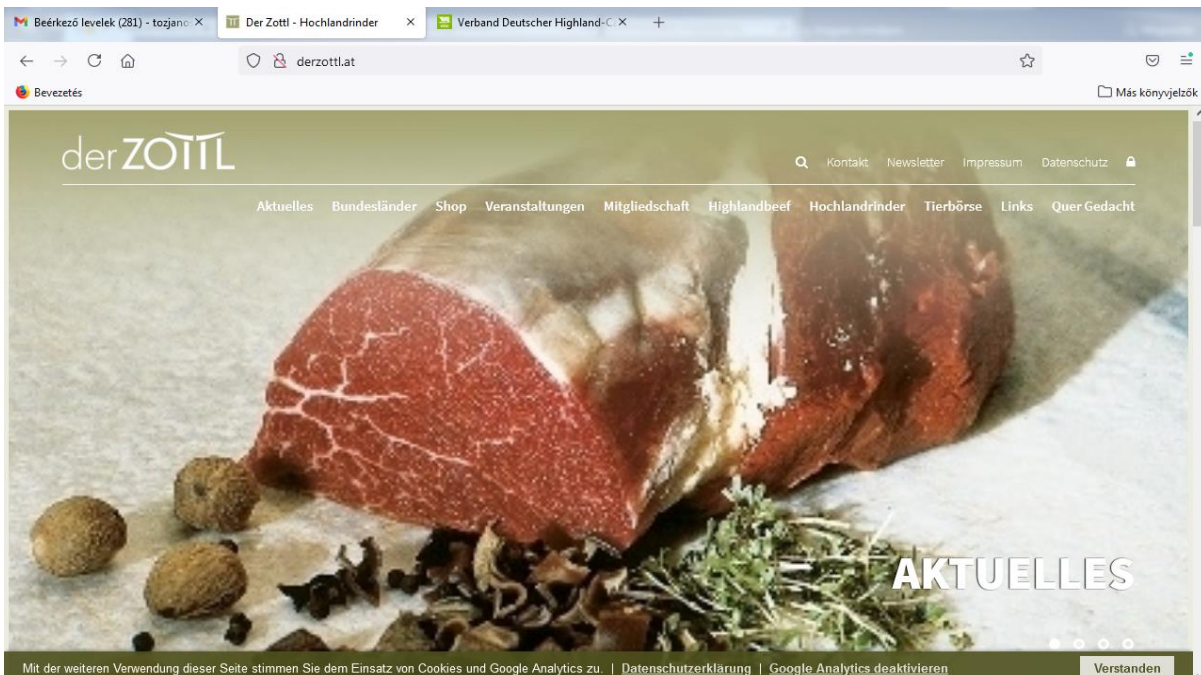 Beérkező levelek (281) - tozjano
Der Zottl - Hochlandrinder
Verband Deutscher Highland-C
derzottl.at
Bevezetés
Más könyvjelzők
der ZOTTL
Kontakt Newsletter Impressum Datenschutz
Aktuelles Bundesländer Shop Veranstaltungen Mitgliedschaft Highlandbeef Hochlandrinder Tierbörse Links Quer Gedacht
AKTUELLES
Mit der weiteren Verwendung dieser Seite stimmen Sie dem Einsatz von Cookies und Google Analytics zu. | Datenschutzerklärung | Google Analytics deaktivieren
Verstanden